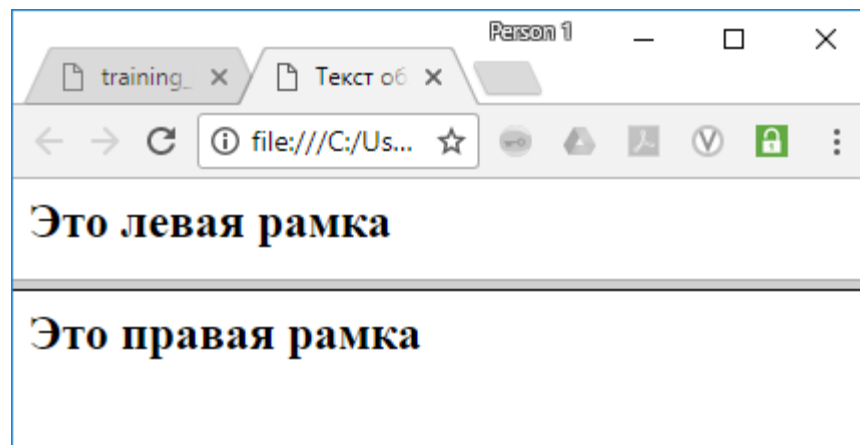 Person 1
training_
Текст об
file:///C:/Us...
Это левая рамка
Это правая рамка